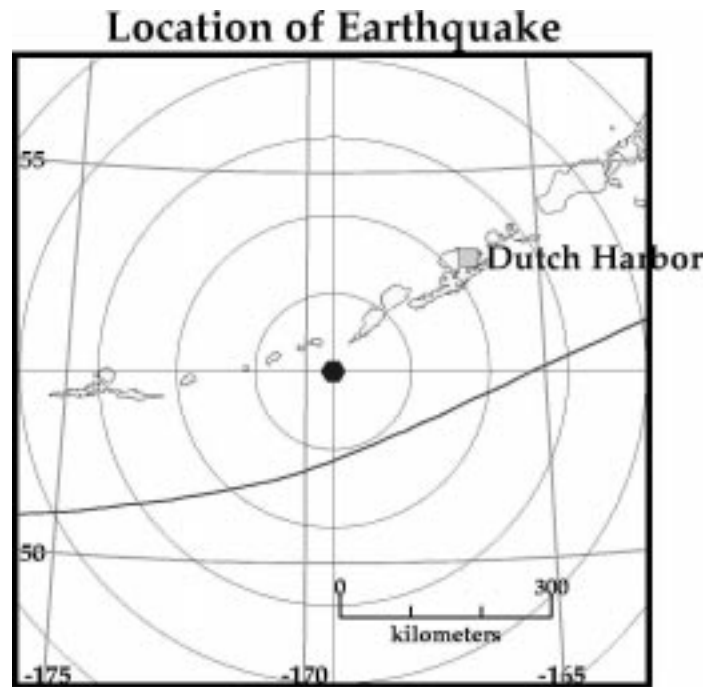 Location of Earthquake
55
Dutch Harbor
50
0 300
kilometers
-175 -170 -165